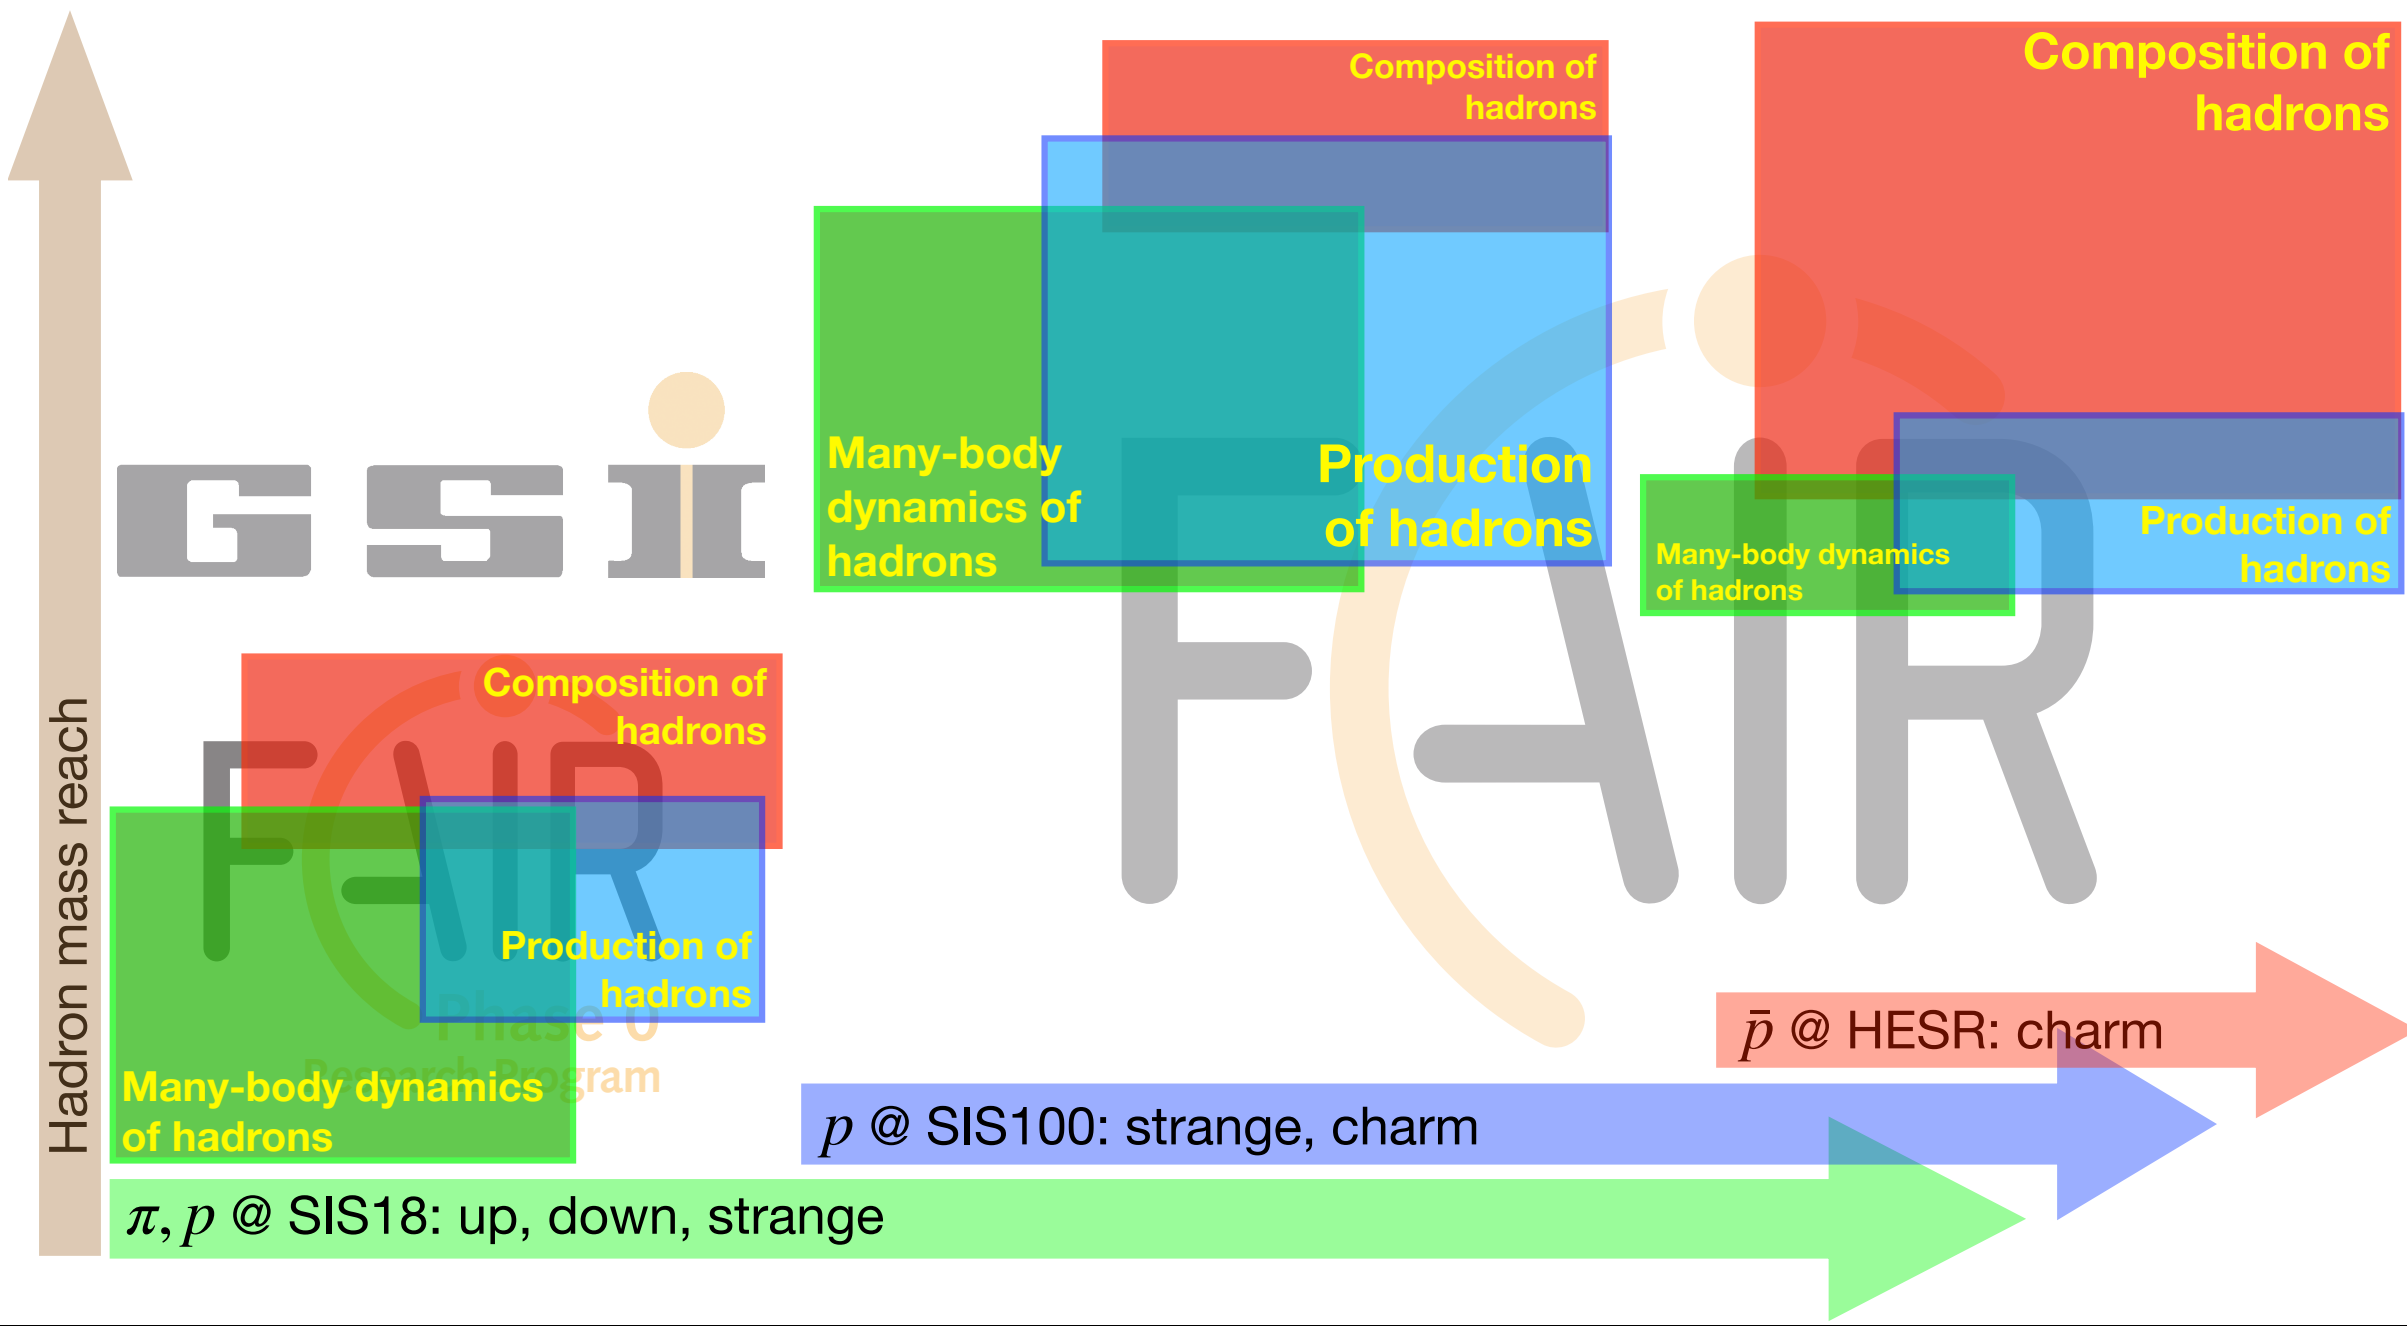 Composition of
hadrons
Many-body
dynamics of
hadrons
Production
of hadrons
Composition of
hadrons
Many-body dynamics
of hadrons
Production of
hadrons
GSI
FAIR
Hadron mass reach
Composition of
hadrons
FAIR
Production of
hadrons
Phase 0
Research Program
Many-body dynamics
of hadrons
p̄ @ HESR: charm
p @ SIS100: strange, charm
π, p @ SIS18: up, down, strange